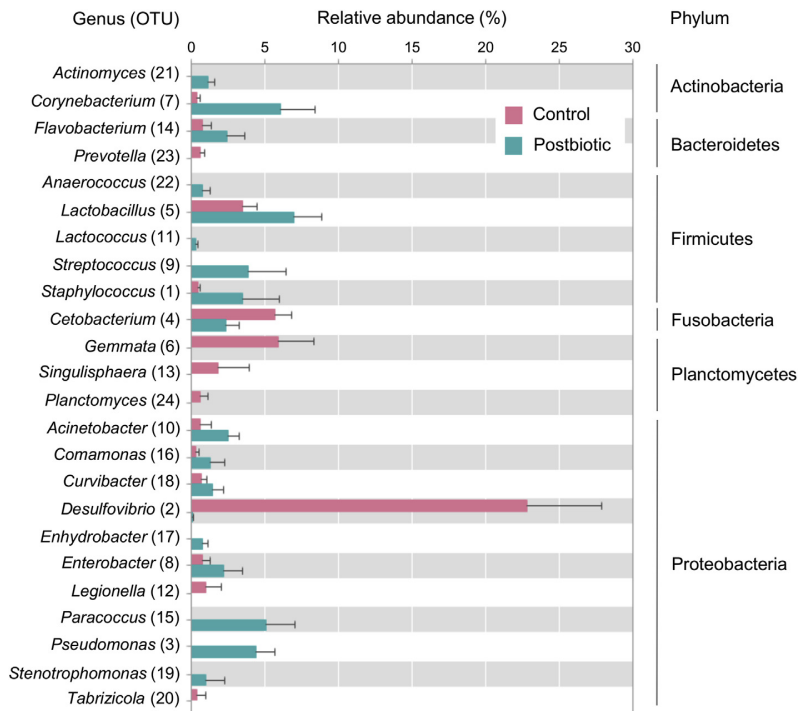 Genus (OTU) Relative abundance (%) Phylum
0 5 10 15 20 25 30
Actinomyces (21)
Corynebacterium (7)
Flavobacterium (14)
Prevotella (23)
Anaerococcus (22)
Lactobacillus (5)
Lactococcus (11)
Streptococcus (9)
Staphylococcus (1)
Cetobacterium (4)
Gemmata (6)
Singulisphaera (13)
Planctomyces (24)
Acinetobacter (10)
Comamonas (16)
Curvibacter (18)
Desulfovibrio (2)
Enhydrobacter (17)
Enterobacter (8)
Legionella (12)
Paracoccus (15)
Pseudomonas (3)
Stenotrophomonas (19)
Tabrizicola (20)
Control
Postbiotic
Actinobacteria
Bacteroidetes
Firmicutes
Fusobacteria
Planctomycetes
Proteobacteria